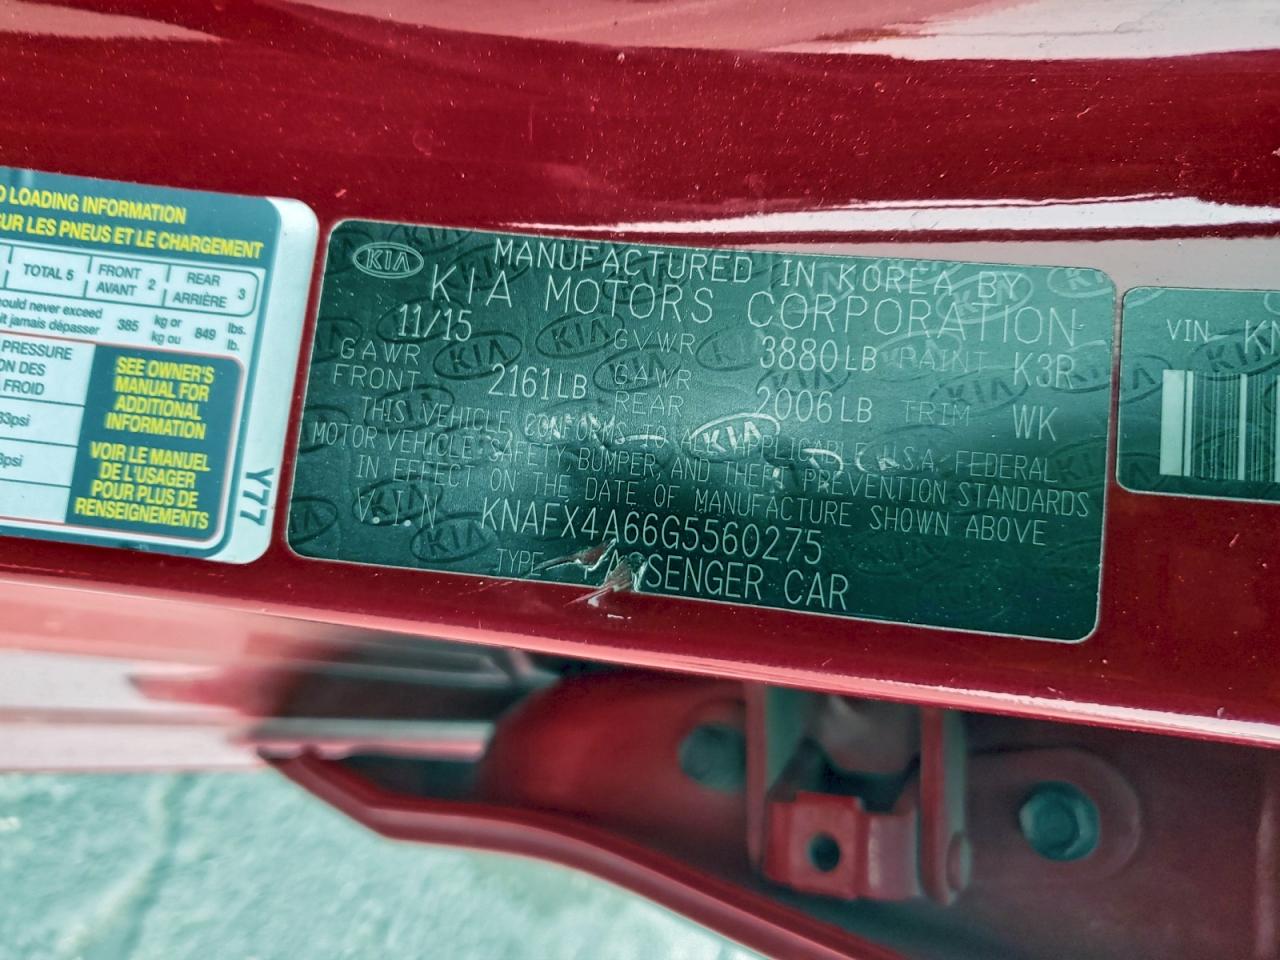 LOADING INFORMATION
SUR LES PNEUS ET LE CHARGEMENT
TOTAL 5 FRONT AVANT 2 REAR ARRIÈRE 3
should never exceed
jamais dépasser 385 kg or kg ou 849 lbs. lb.
PRESSURE
DES
FROID
33psi
SEE OWNER'S
MANUAL FOR
ADDITIONAL
INFORMATION
VOIR LE MANUEL
DE L'USAGER
POUR PLUS DE
RENSEIGNEMENTS
Y77
KIA
MANUFACTURED IN KOREA BY
KIA MOTORS CORPORATION
11/15 GVWR 3880LB PAINT K3R
GAWR FRONT 2161LB GAWR REAR 2006LB TRIM WK
THIS VEHICLE CONFORMS TO ALL APPLICABLE U.S.A. FEDERAL
MOTOR VEHICLE SAFETY, BUMPER, AND THEFT PREVENTION STANDARDS
IN EFFECT ON THE DATE OF MANUFACTURE SHOWN ABOVE
V.I.N KNAFX4A66G5560275
TYPE PASSENGER CAR
VIN KN